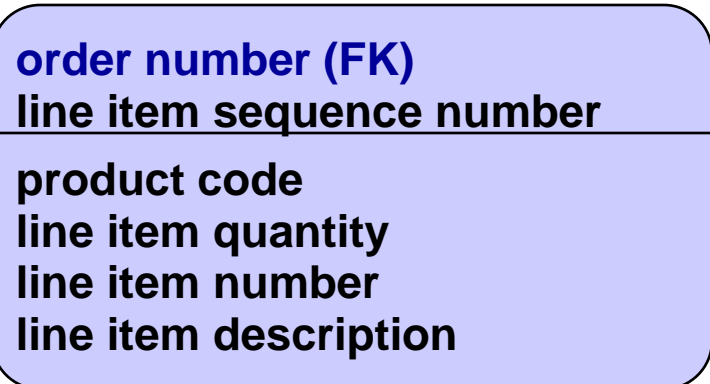 order number (FK)
line item sequence number
product code
line item quantity
line item number
line item description